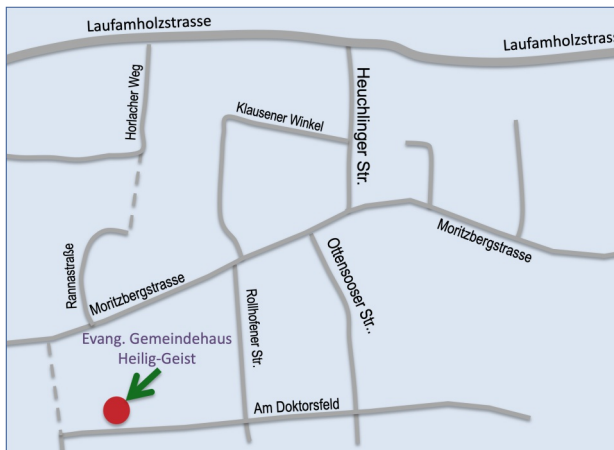 Laufamholzstrasse
Laufamholzstrass
Horlacher Weg
Heuchlinger Str.
Klausener Winkel
Rannastraße
Moritzbergstrasse
Moritzbergstrasse
Ottensooser Str..
Rollhofener Str.
Evang. Gemeindehaus
Heilig-Geist
Am Doktorsfeld